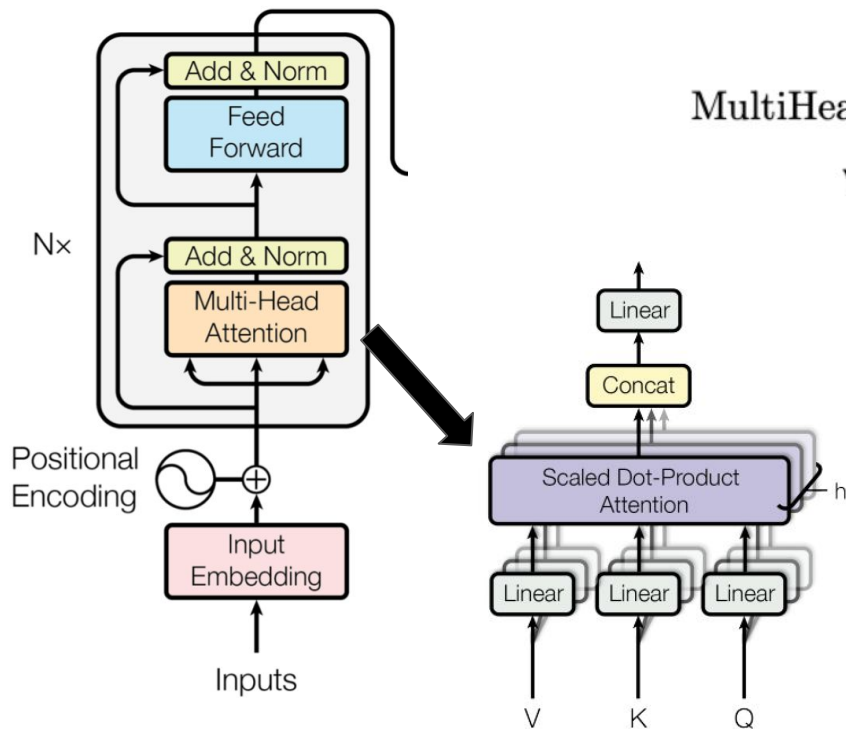 Add & Norm
Feed
Forward
Nx
Add & Norm
Multi-Head
Attention
Positional
Encoding
Input
Embedding
Inputs
MultiHea
Linear
Concat
Scaled Dot-Product
Attention
h
Linear Linear Linear
V K Q